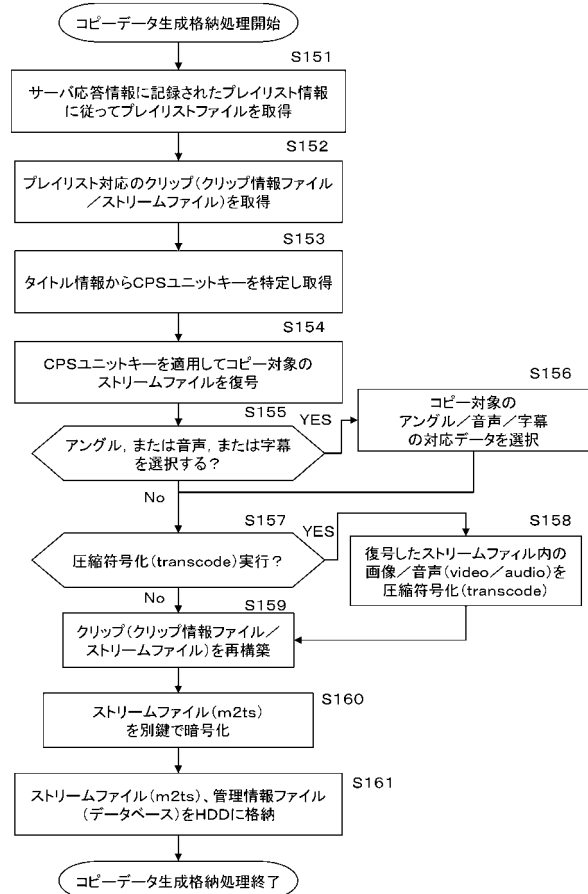 コピーデータ生成格納処理開始
S151
サーバ応答情報に記録されたプレイリスト情報
に従ってプレイリストファイルを取得
S152
プレイリスト対応のクリップ(クリップ情報ファイル
／ストリームファイル)を取得
S153
タイトル情報からCPSユニットキーを特定し取得
S154
CPSユニットキーを適用してコピー対象の
ストリームファイルを復号
S155
アングル，または音声，または字幕
を選択する？
YES
No
S156
コピー対象の
アングル／音声／字幕
の対応データを選択
S157
圧縮符号化(transcode)実行？
YES
No
S158
復号したストリームファィル内の
画像／音声(video／audio)を
圧縮符号化(transcode)
S159
クリップ(クリップ情報ファイル／
ストリームファイル)を再構築
S160
ストリームファイル(m2ts)
を別鍵で暗号化
S161
ストリームファイル(m2ts)、管理情報ファイル
(データベース)をHDDに格納
コピーデータ生成格納処理終了